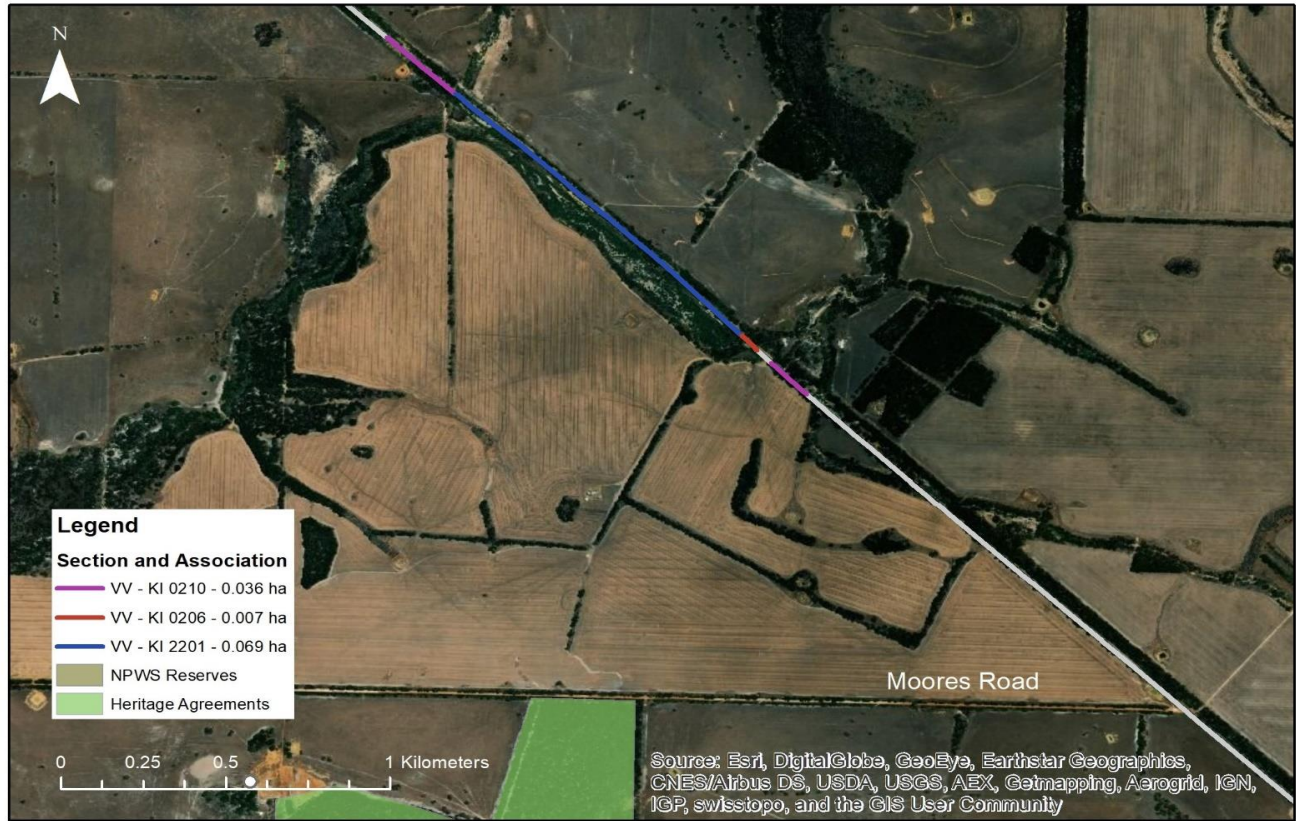 N
Legend
Section and Association
VV - KI 0210 - 0.036 ha
VV - KI 0206 - 0.007 ha
VV - KI 2201 - 0.069 ha
NPWS Reserves
Heritage Agreements
Moores Road
0 0.25 0.5 1 Kilometers
Source: Esri, DigitalGlobe, GeoEye, Earthstar Geographics,
CNES/Airbus DS, USDA, USGS, AEX, Getmapping, Aerogrid, IGN,
IGP, swisstopo, and the GIS User Community